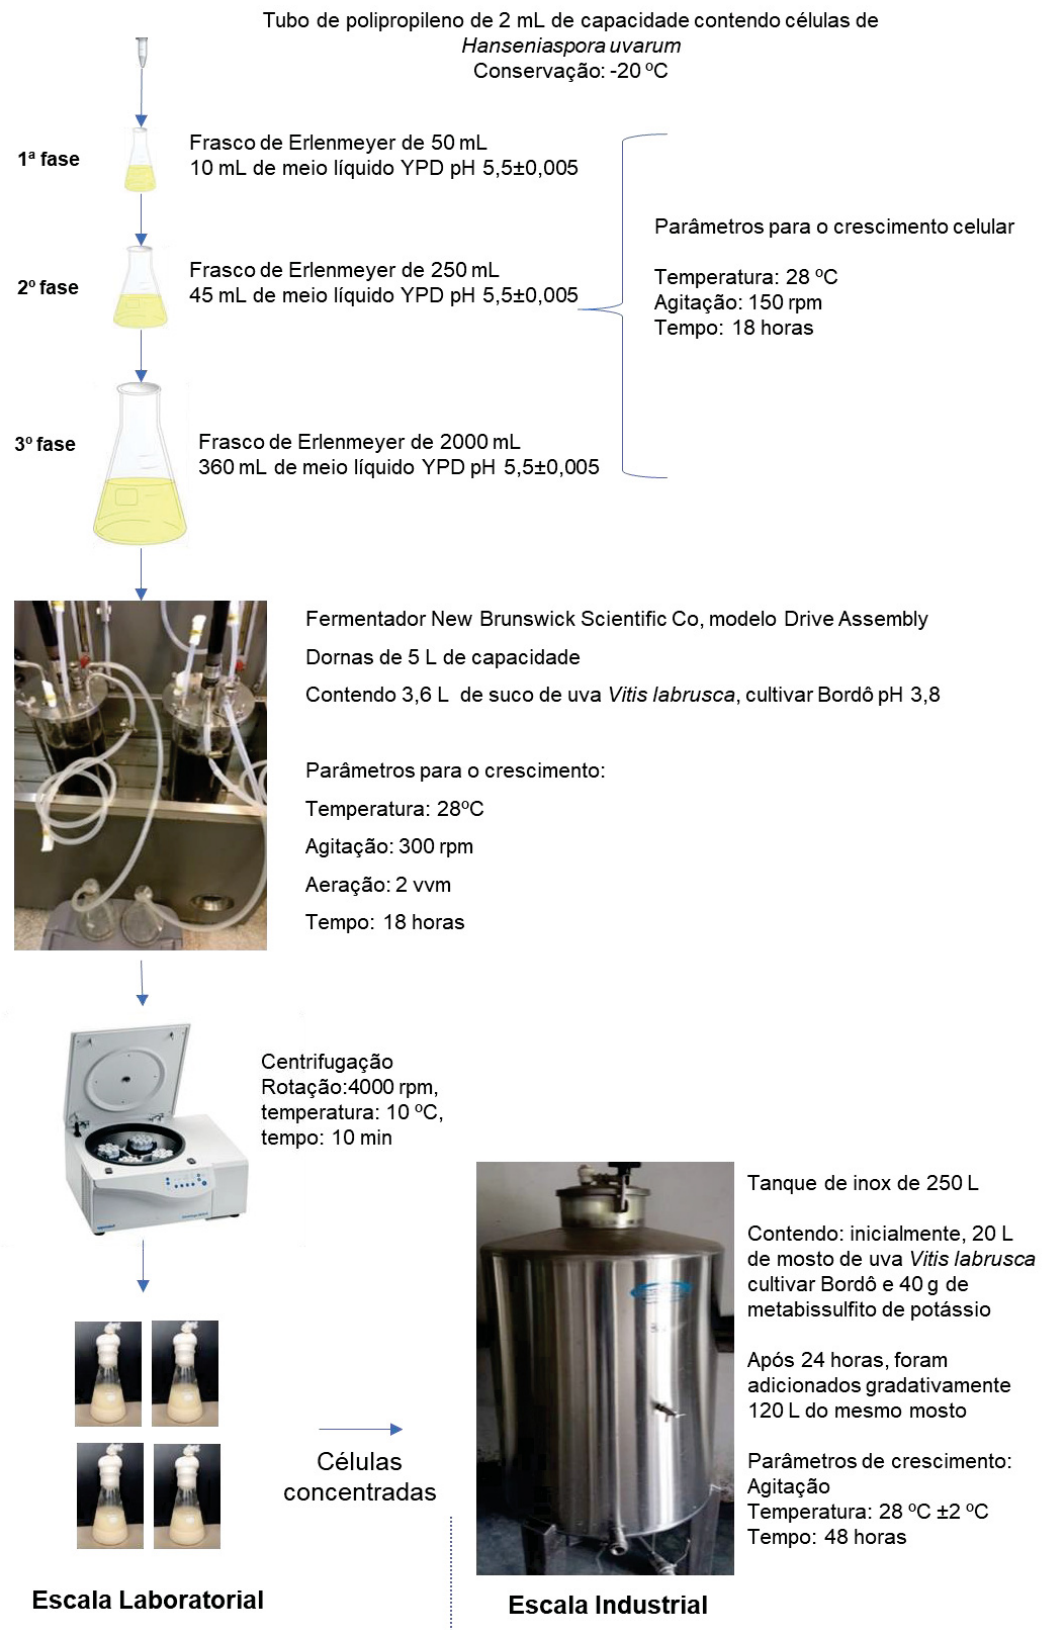 Tubo de polipropileno de 2 mL de capacidade contendo células de
Hanseniaspora uvarum
Conservação: -20 ºC
1ª fase
Frasco de Erlenmeyer de 50 mL
10 mL de meio líquido YPD pH 5,5±0,005
2º fase
Frasco de Erlenmeyer de 250 mL
45 mL de meio líquido YPD pH 5,5±0,005
Parâmetros para o crescimento celular
Temperatura: 28 ºC
Agitação: 150 rpm
Tempo: 18 horas
3º fase
Frasco de Erlenmeyer de 2000 mL
360 mL de meio líquido YPD pH 5,5±0,005
Fermentador New Brunswick Scientific Co, modelo Drive Assembly
Dornas de 5 L de capacidade
Contendo 3,6 L de suco de uva Vitis labrusca, cultivar Bordô pH 3,8
Parâmetros para o crescimento:
Temperatura: 28ºC
Agitação: 300 rpm
Aeração: 2 vvm
Tempo: 18 horas
Centrifugação
Rotação:4000 rpm,
temperatura: 10 ºC,
tempo: 10 min
Células
concentradas
Tanque de inox de 250 L
Contendo: inicialmente, 20 L
de mosto de uva Vitis labrusca
cultivar Bordô e 40 g de
metabissulfito de potássio
Após 24 horas, foram
adicionados gradativamente
120 L do mesmo mosto
Parâmetros de crescimento:
Agitação
Temperatura: 28 ºC ±2 ºC
Tempo: 48 horas
Escala Laboratorial
Escala Industrial